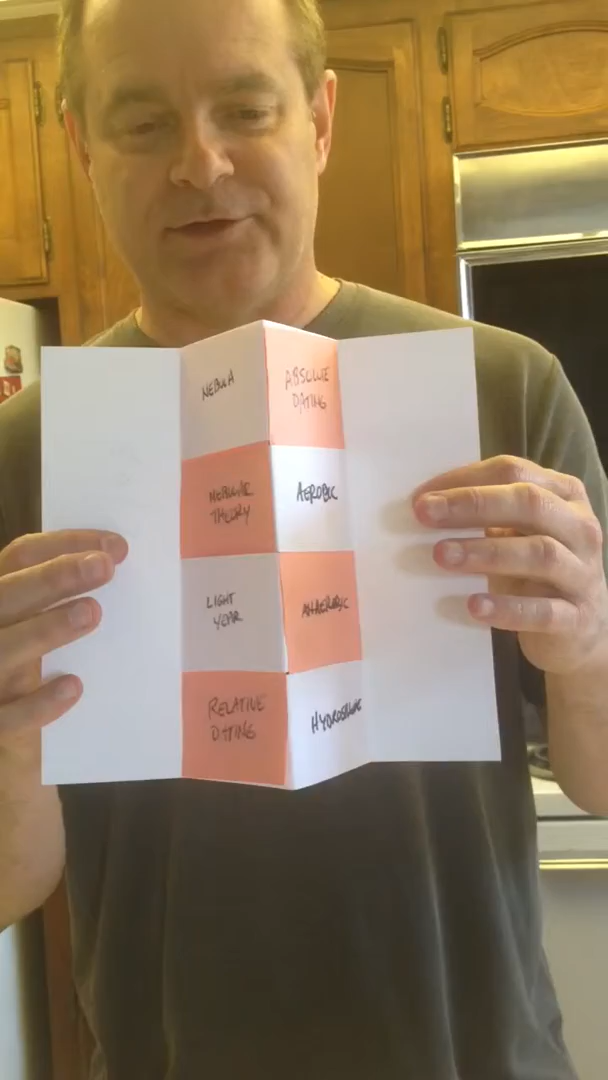 NEBULA
ABSOLUTE
DATING
NEBULAR
THEORY
AEROBIC
LIGHT
YEAR
ANAEROBIC
RELATIVE
DATING